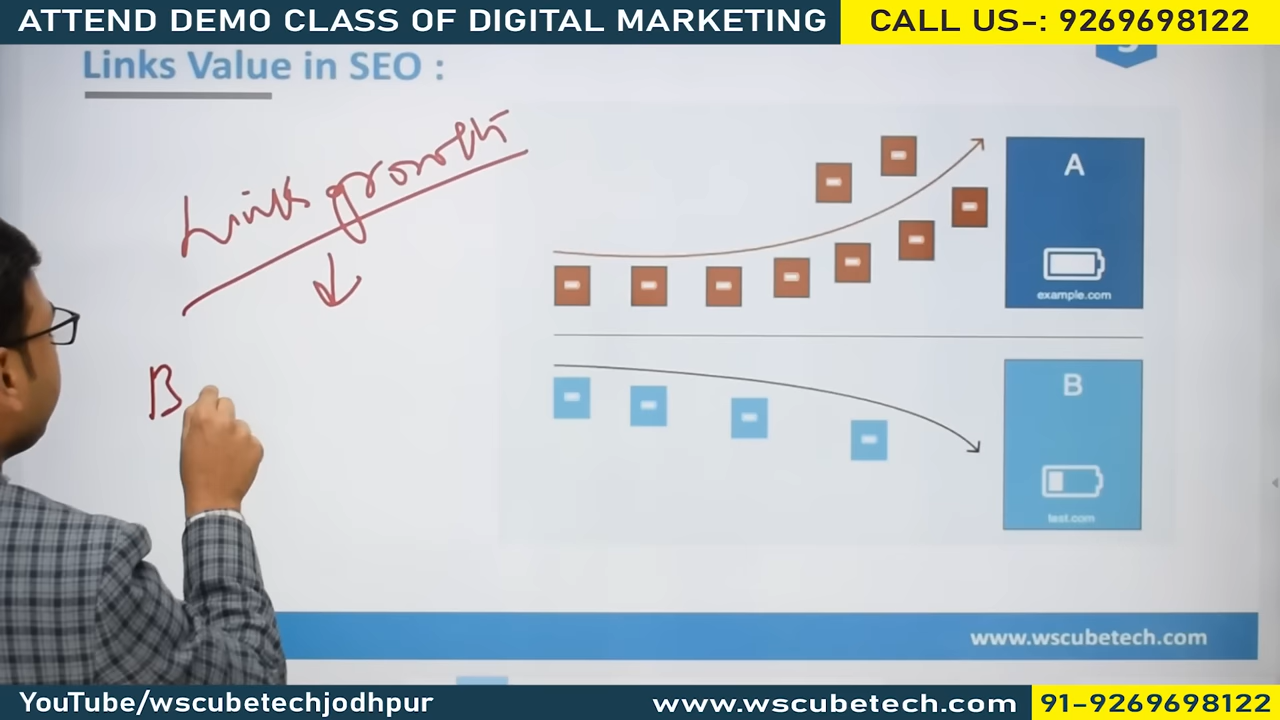 ATTEND DEMO CLASS OF DIGITAL MARKETING
CALL US-: 9269698122
Links Value in SEO :
Links growth
A
example.com
B
B
test.com
www.wscubetech.com
YouTube/wscubetechjodhpur
www.wscubetech.com
91-9269698122